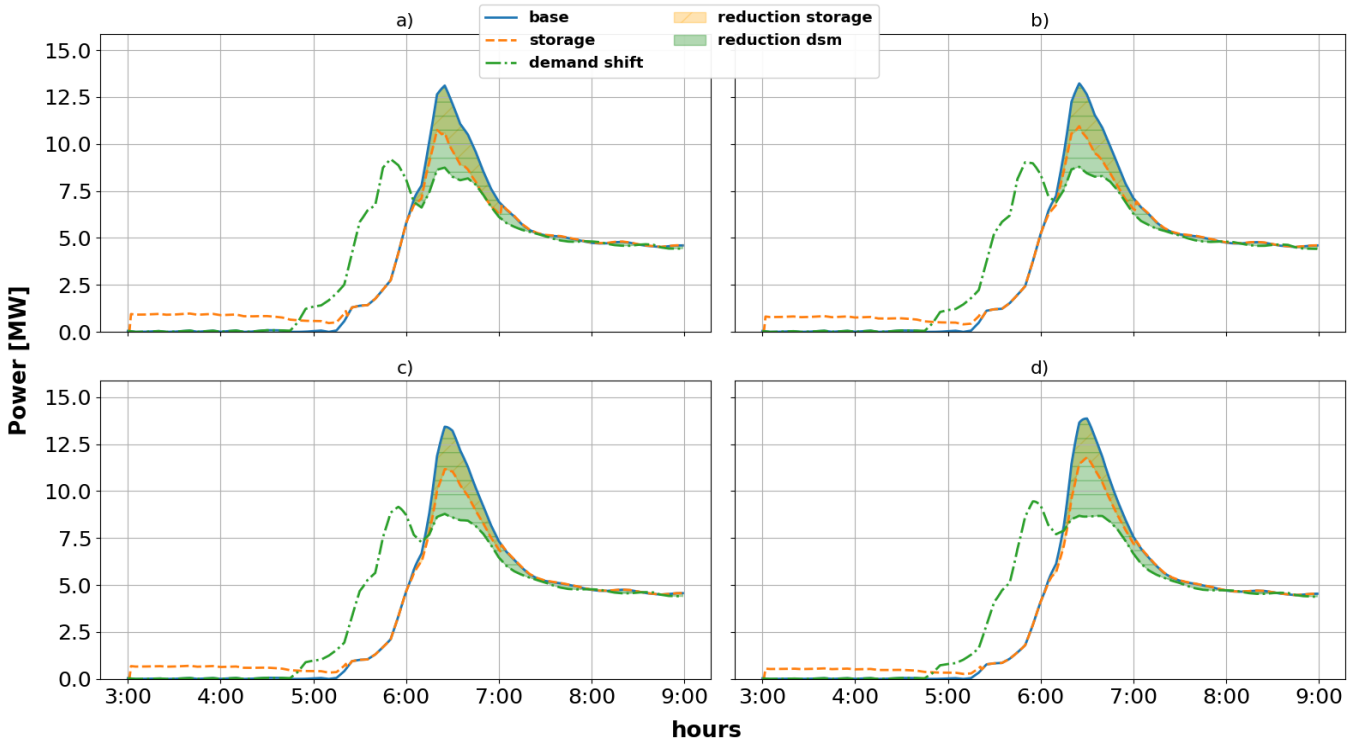 a)
b)
base
storage
demand shift
reduction storage
reduction dsm
15.0
12.5
10.0
7.5
5.0
2.5
0.0
c)
d)
15.0
12.5
10.0
7.5
5.0
2.5
0.0
Power [MW]
3:00 4:00 5:00 6:00 7:00 8:00 9:00
3:00 4:00 5:00 6:00 7:00 8:00 9:00
hours